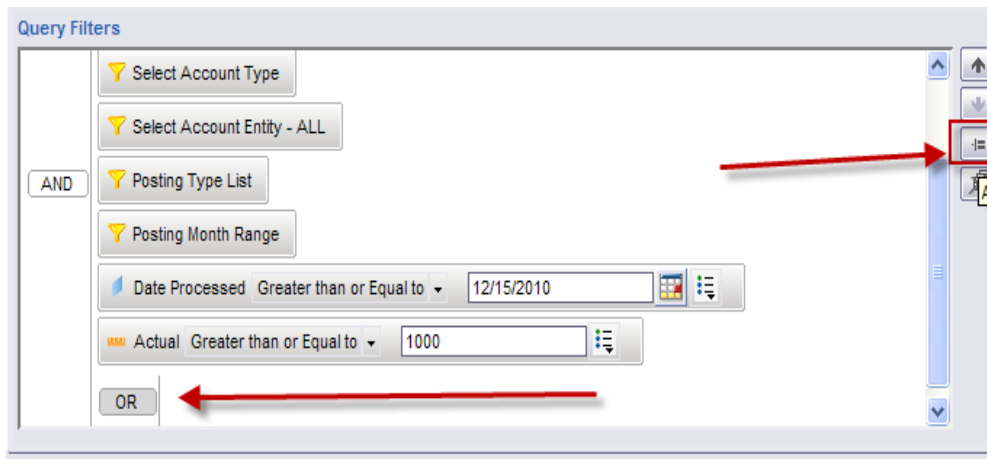 Query Filters
Select Account Type
Select Account Entity - ALL
AND
Posting Type List
Posting Month Range
Date Processed Greater than or Equal to 12/15/2010
Actual Greater than or Equal to 1000
OR